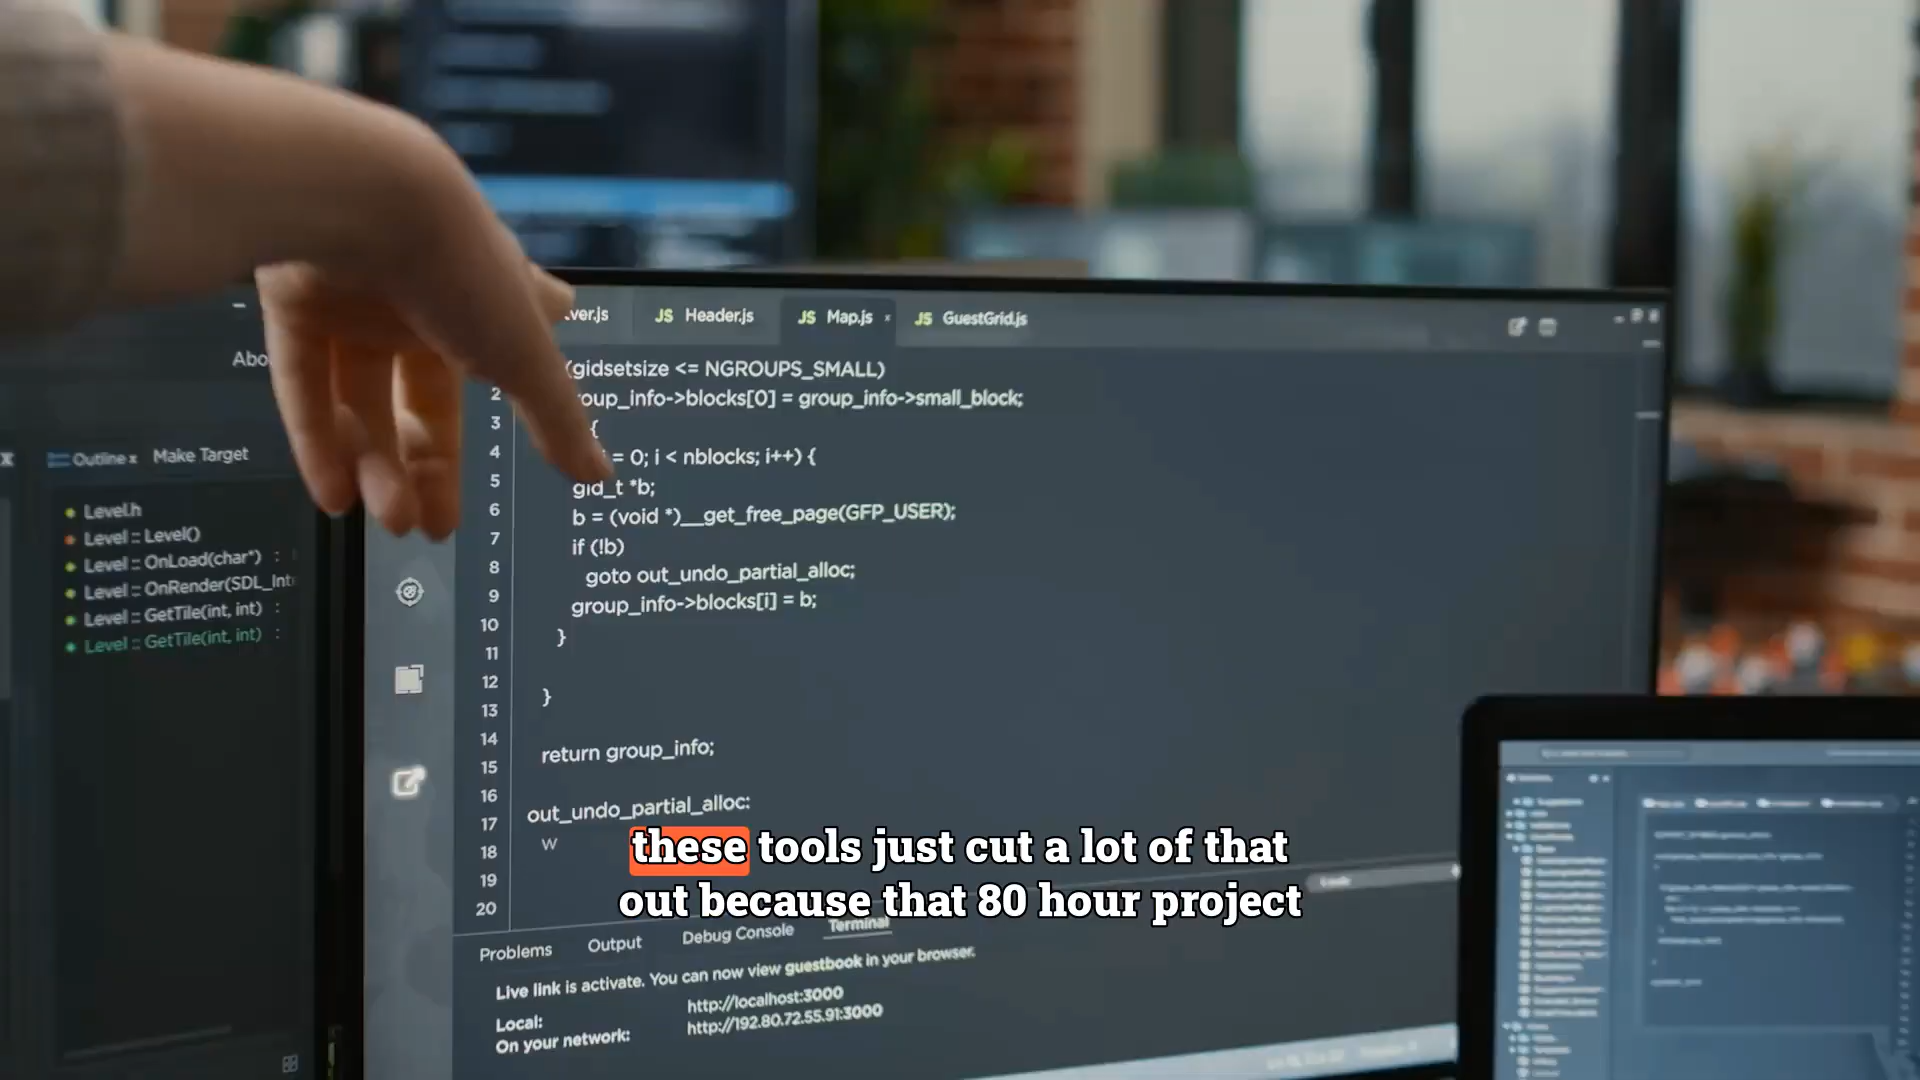 Abo
Outline x Make Target
Level.h
Level :: Level()
Level :: OnLoad(char*) :
Level :: OnRender(SDL_Int
Level :: GetTile(int, int) :
Level :: GetTile(int, int) :
ver.js JS Header.js JS Map.js x JS GuestGrid.js
(gidsetsize <= NGROUPS_SMALL)
2 oup_info->blocks[0] = group_info->small_block;
3 {
4 i = 0; i < nblocks; i++) {
5 gid_t *b;
6 b = (void *)__get_free_page(GFP_USER);
7 if (!b)
8 goto out_undo_partial_alloc;
9 group_info->blocks[i] = b;
10 }
11
12 }
13
14 return group_info;
15
16 out_undo_partial_alloc:
17
18 w
19
20
these tools just cut a lot of that
out because that 80 hour project
Problems Output Debug Console Terminal
Live link is activate. You can now view guestbook in your browser.
Local: http://localhost:3000
On your network: http://192.80.72.55.91:3000